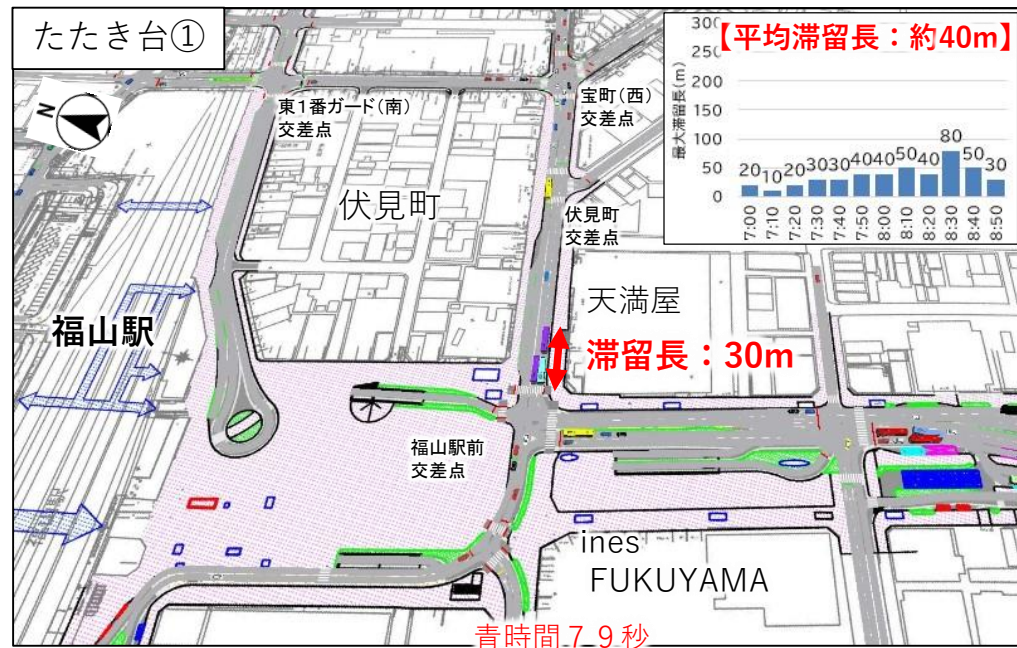 たたき台①
【平均滞留長：約40m】
最大滞留長(m)
300
250
200
150
100
50
0
20
10
20
30
30
40
40
50
40
80
50
30
7:00
7:10
7:20
7:30
7:40
7:50
8:00
8:10
8:20
8:30
8:40
8:50
N
東1番ガード(南)
交差点
宝町(西)
交差点
伏見町
伏見町
交差点
天満屋
福山駅
滞留長：30m
福山駅前
交差点
ines
FUKUYAMA
青時間７９秒